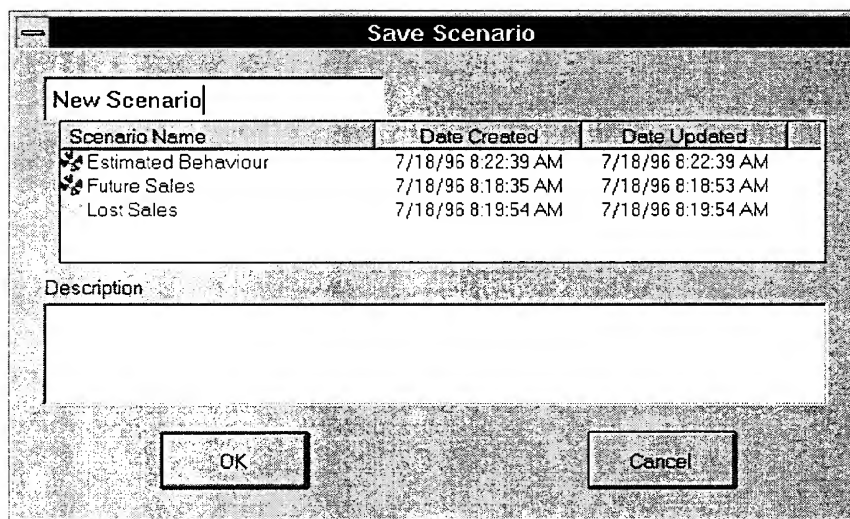 Save Scenario
New Scenario
Scenario Name Date Created Date Updated
Estimated Behaviour 7/18/96 8:22:39 AM 7/18/96 8:22:39 AM
Future Sales 7/18/96 8:18:35 AM 7/18/96 8:18:53 AM
Lost Sales 7/18/96 8:19:54 AM 7/18/96 8:19:54 AM
Description
OK Cancel